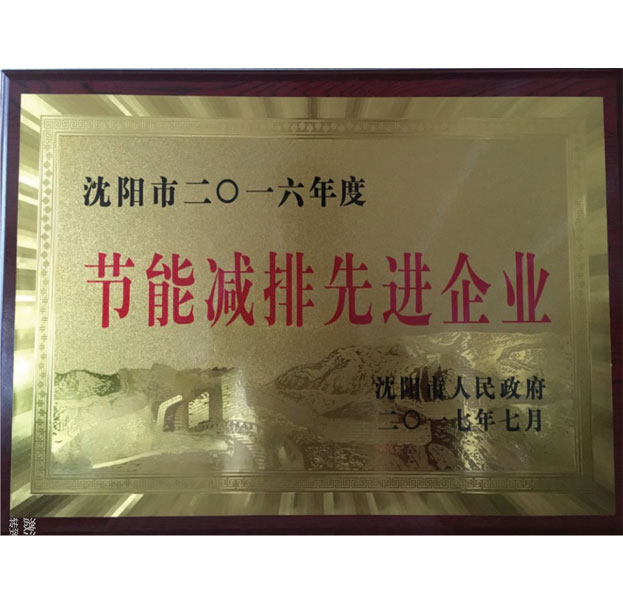 沈阳市二〇一六年度
节能减排先进企业
沈阳市人民政府
二〇一七年七月